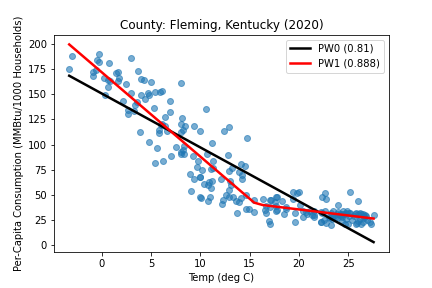 County: Fleming, Kentucky (2020)
Per-Capita Consumption (MMBtu/1000 Households)
200
175
150
125
100
75
50
25
0
PW0 (0.81)
PW1 (0.888)
0 5 10 15 20 25
Temp (deg C)